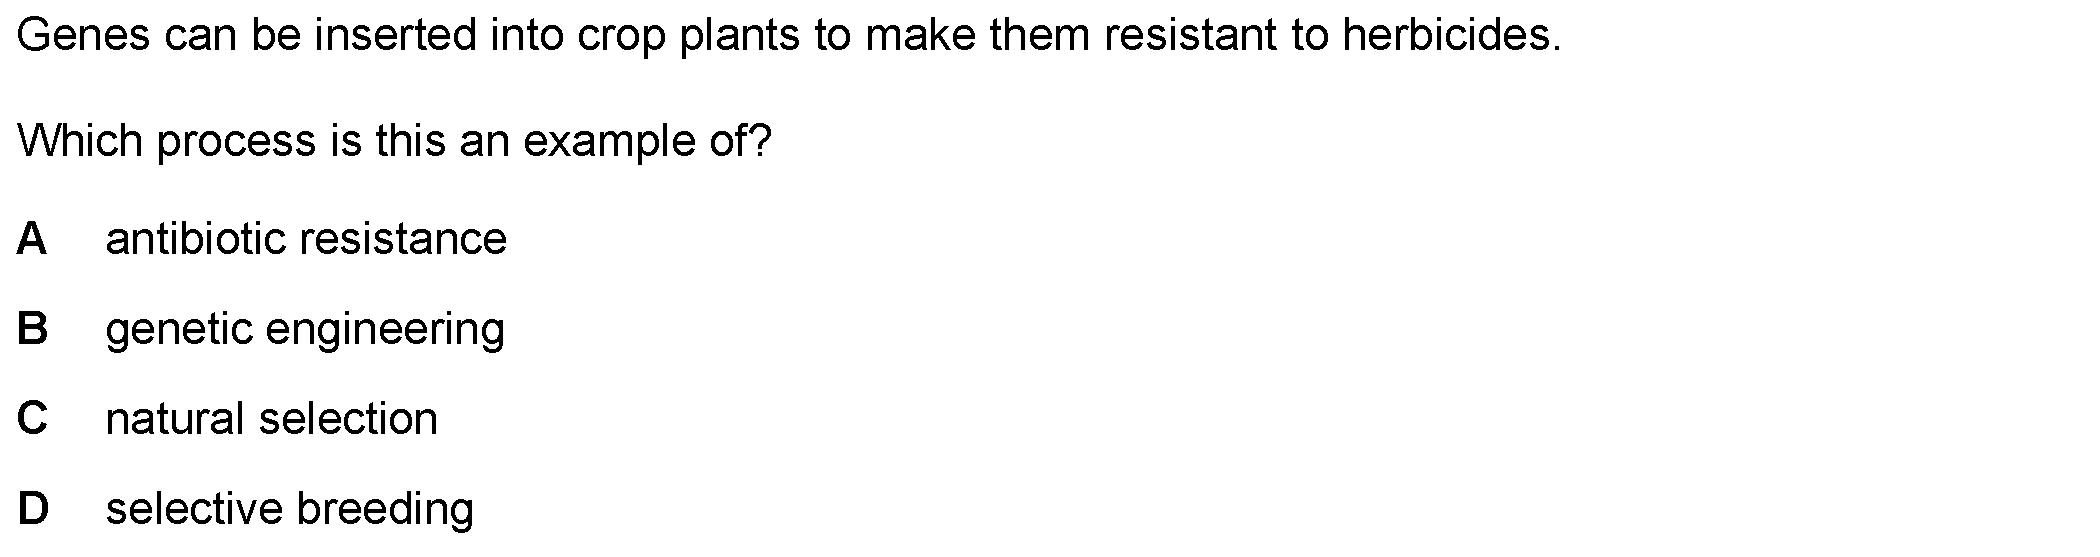 Genes can be inserted into crop plants to make them resistant to herbicides.
Which process is this an example of?
A antibiotic resistance
B genetic engineering
C natural selection
D selective breeding